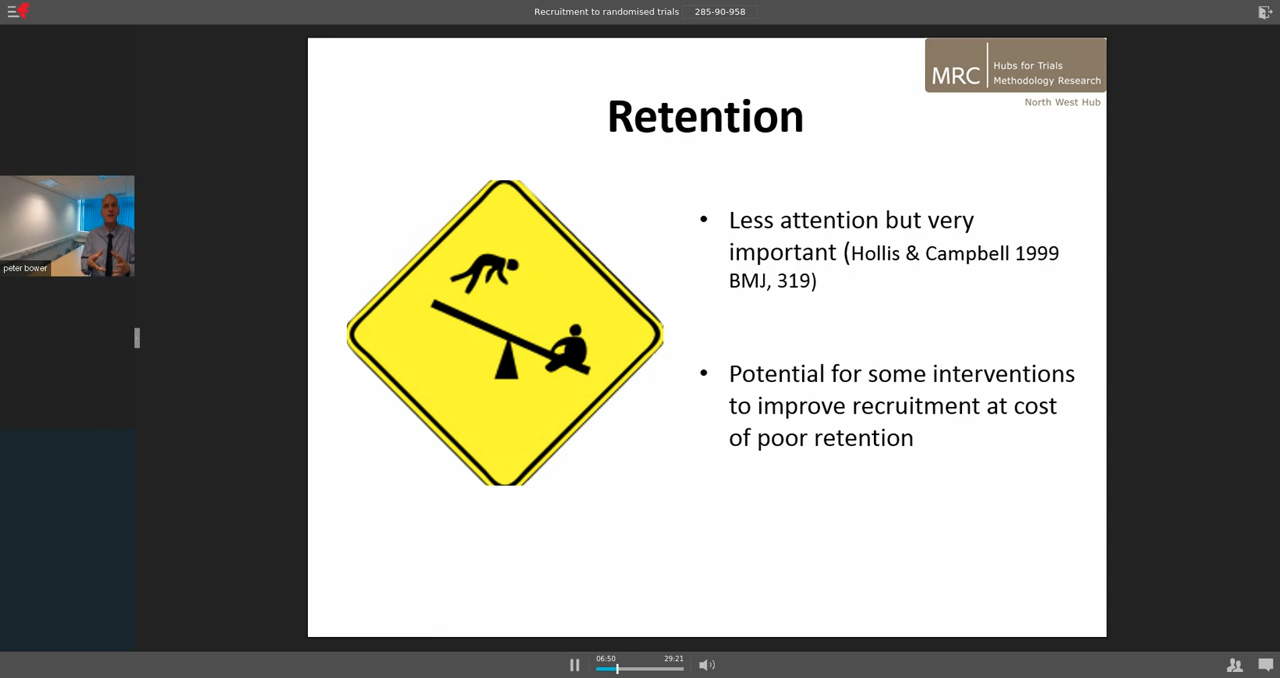 Recruitment to randomised trials 285-90-958
MRC
Hubs for Trials
Methodology Research
North West Hub
Retention
• Less attention but very
important (Hollis & Campbell 1999
BMJ, 319)
• Potential for some interventions
to improve recruitment at cost
of poor retention
peter bower
06:50 29:21